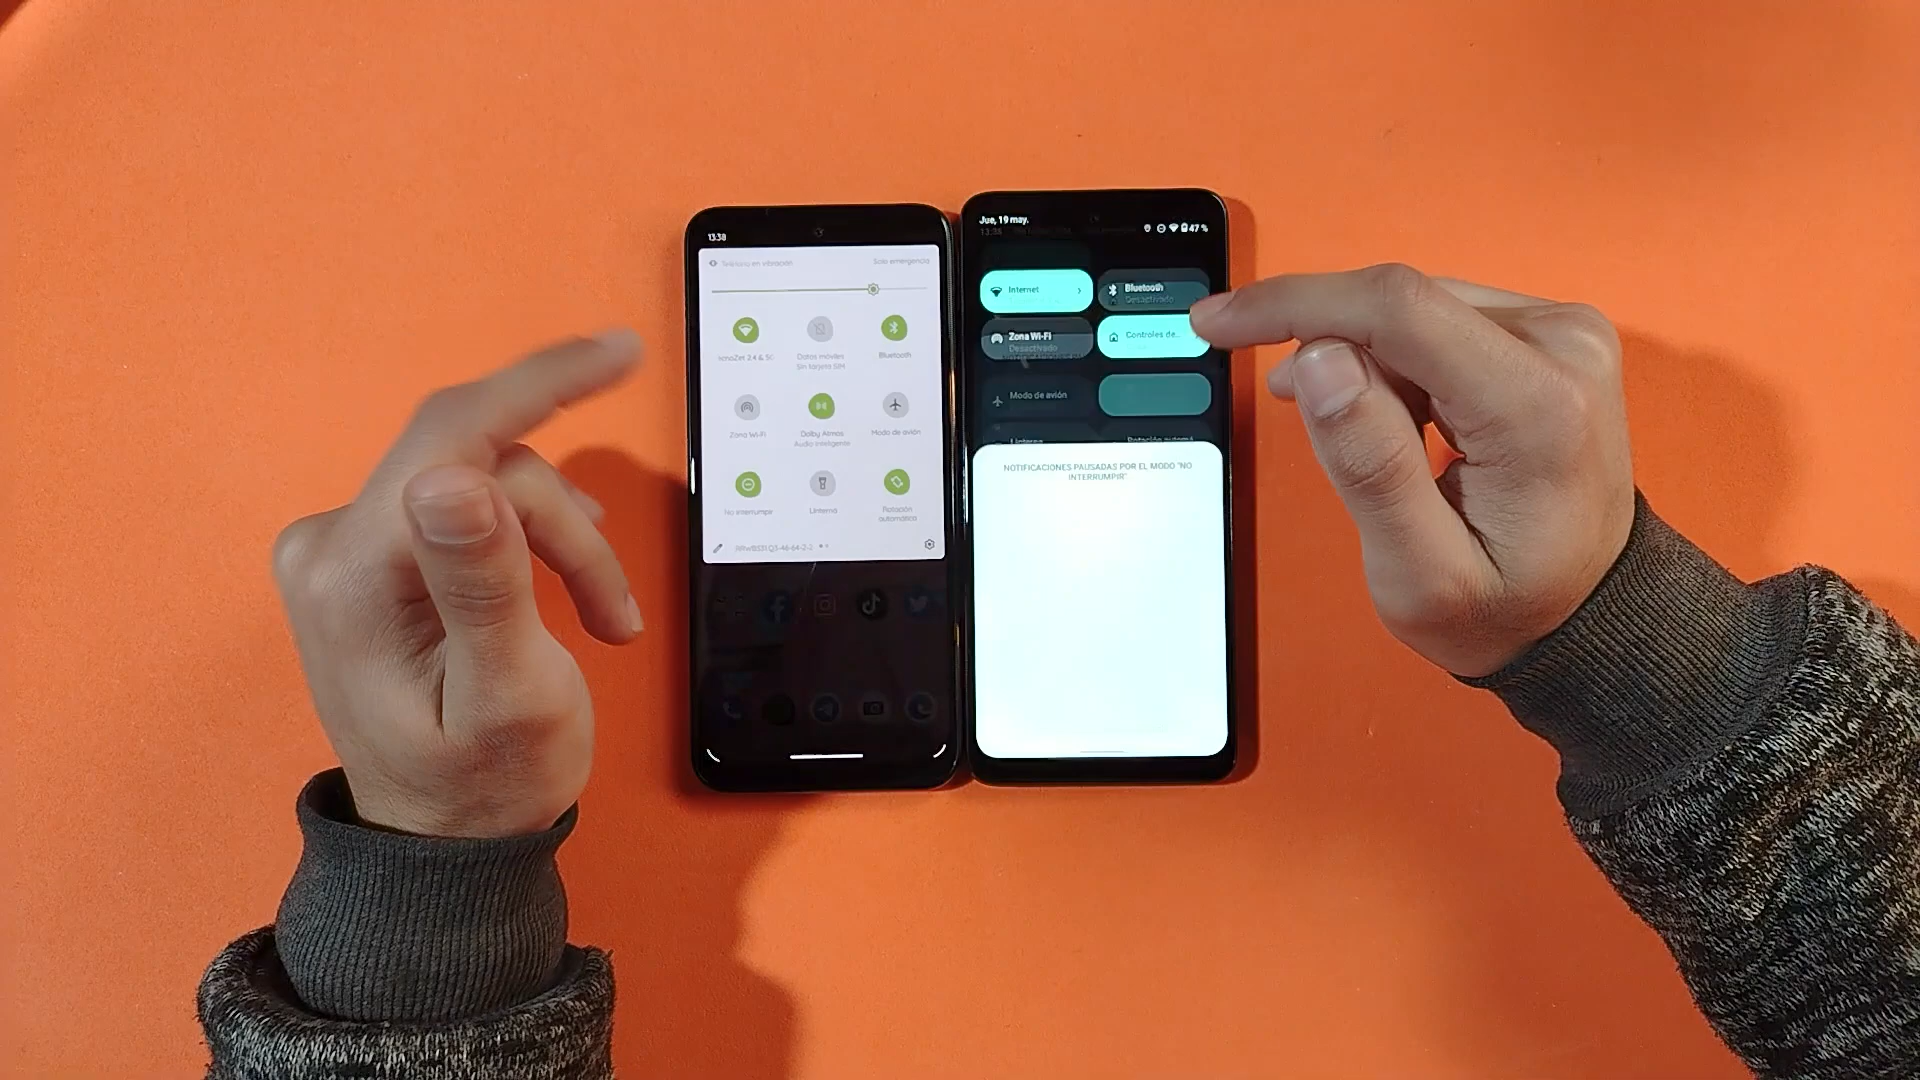 13:38
Teléfono en vibración
Solo emergencia
Datos móviles
Sin tarjeta SIM
Bluetooth
Zona Wi-Fi
Dolby Atmos
Audio inteligente
Modo de avión
No interrumpir
Linterna
Rotación
automática
Jue, 19 may.
47 %
Internet
Bluetooth
Desactivado
Zona Wi-Fi
Desactivado
Controles de...
Modo de avión
NOTIFICACIONES PAUSADAS POR EL MODO "NO
INTERRUMPIR"